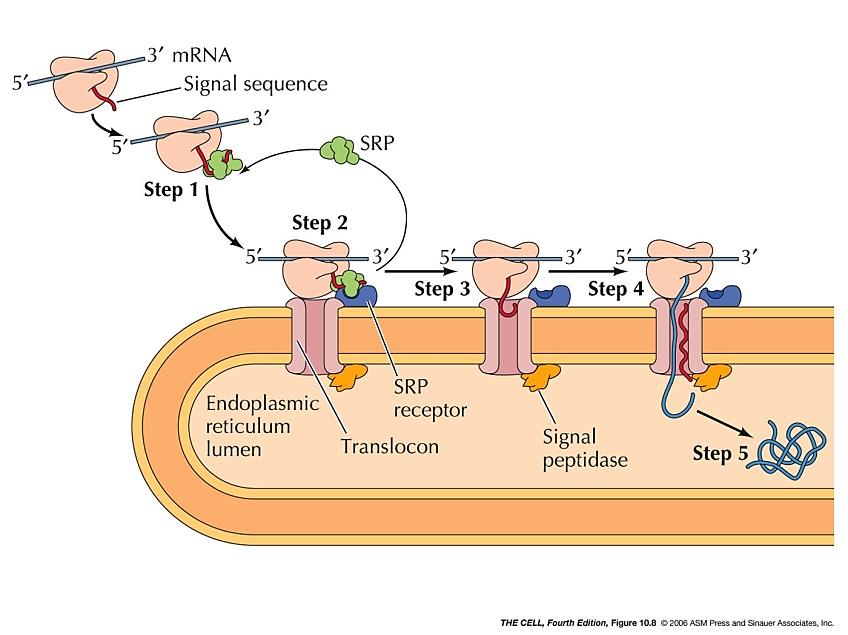 3′ mRNA
5′
Signal sequence
3′
5′
SRP
Step 1
Step 2
5′
3′
5′
3′
5′
3′
Step 3
Step 4
SRP
receptor
Endoplasmic
reticulum
lumen
Translocon
Signal
peptidase
Step 5
THE CELL, Fourth Edition, Figure 10.8 © 2006 ASM Press and Sinauer Associates, Inc.